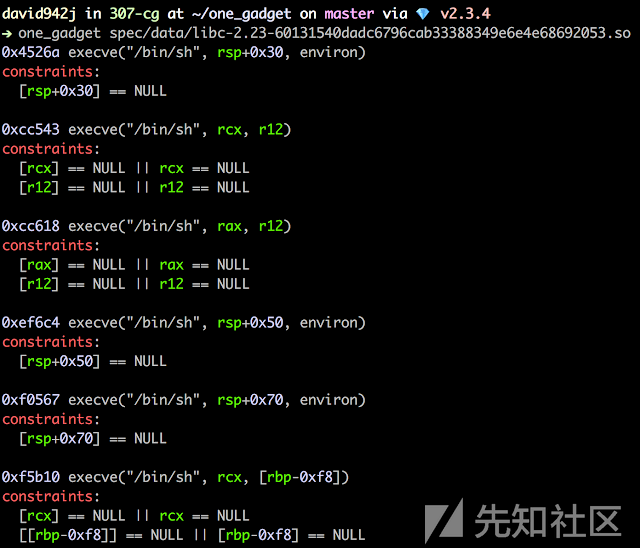 david942j in 307-cg at ~/one_gadget on master via 💎 v2.3.4
→ one_gadget spec/data/libc-2.23-60131540dadc6796cab33388349e6e4e68692053.so
0x4526a execve("/bin/sh", rsp+0x30, environ)
constraints:
  [rsp+0x30] == NULL

0xcc543 execve("/bin/sh", rcx, r12)
constraints:
  [rcx] == NULL || rcx == NULL
  [r12] == NULL || r12 == NULL

0xcc618 execve("/bin/sh", rax, r12)
constraints:
  [rax] == NULL || rax == NULL
  [r12] == NULL || r12 == NULL

0xef6c4 execve("/bin/sh", rsp+0x50, environ)
constraints:
  [rsp+0x50] == NULL

0xf0567 execve("/bin/sh", rsp+0x70, environ)
constraints:
  [rsp+0x70] == NULL

0xf5b10 execve("/bin/sh", rcx, [rbp-0xf8])
constraints:
  [rcx] == NULL || rcx == NULL
  [[rbp-0xf8]] == NULL || [rbp-0xf8] == NULL
先知社区